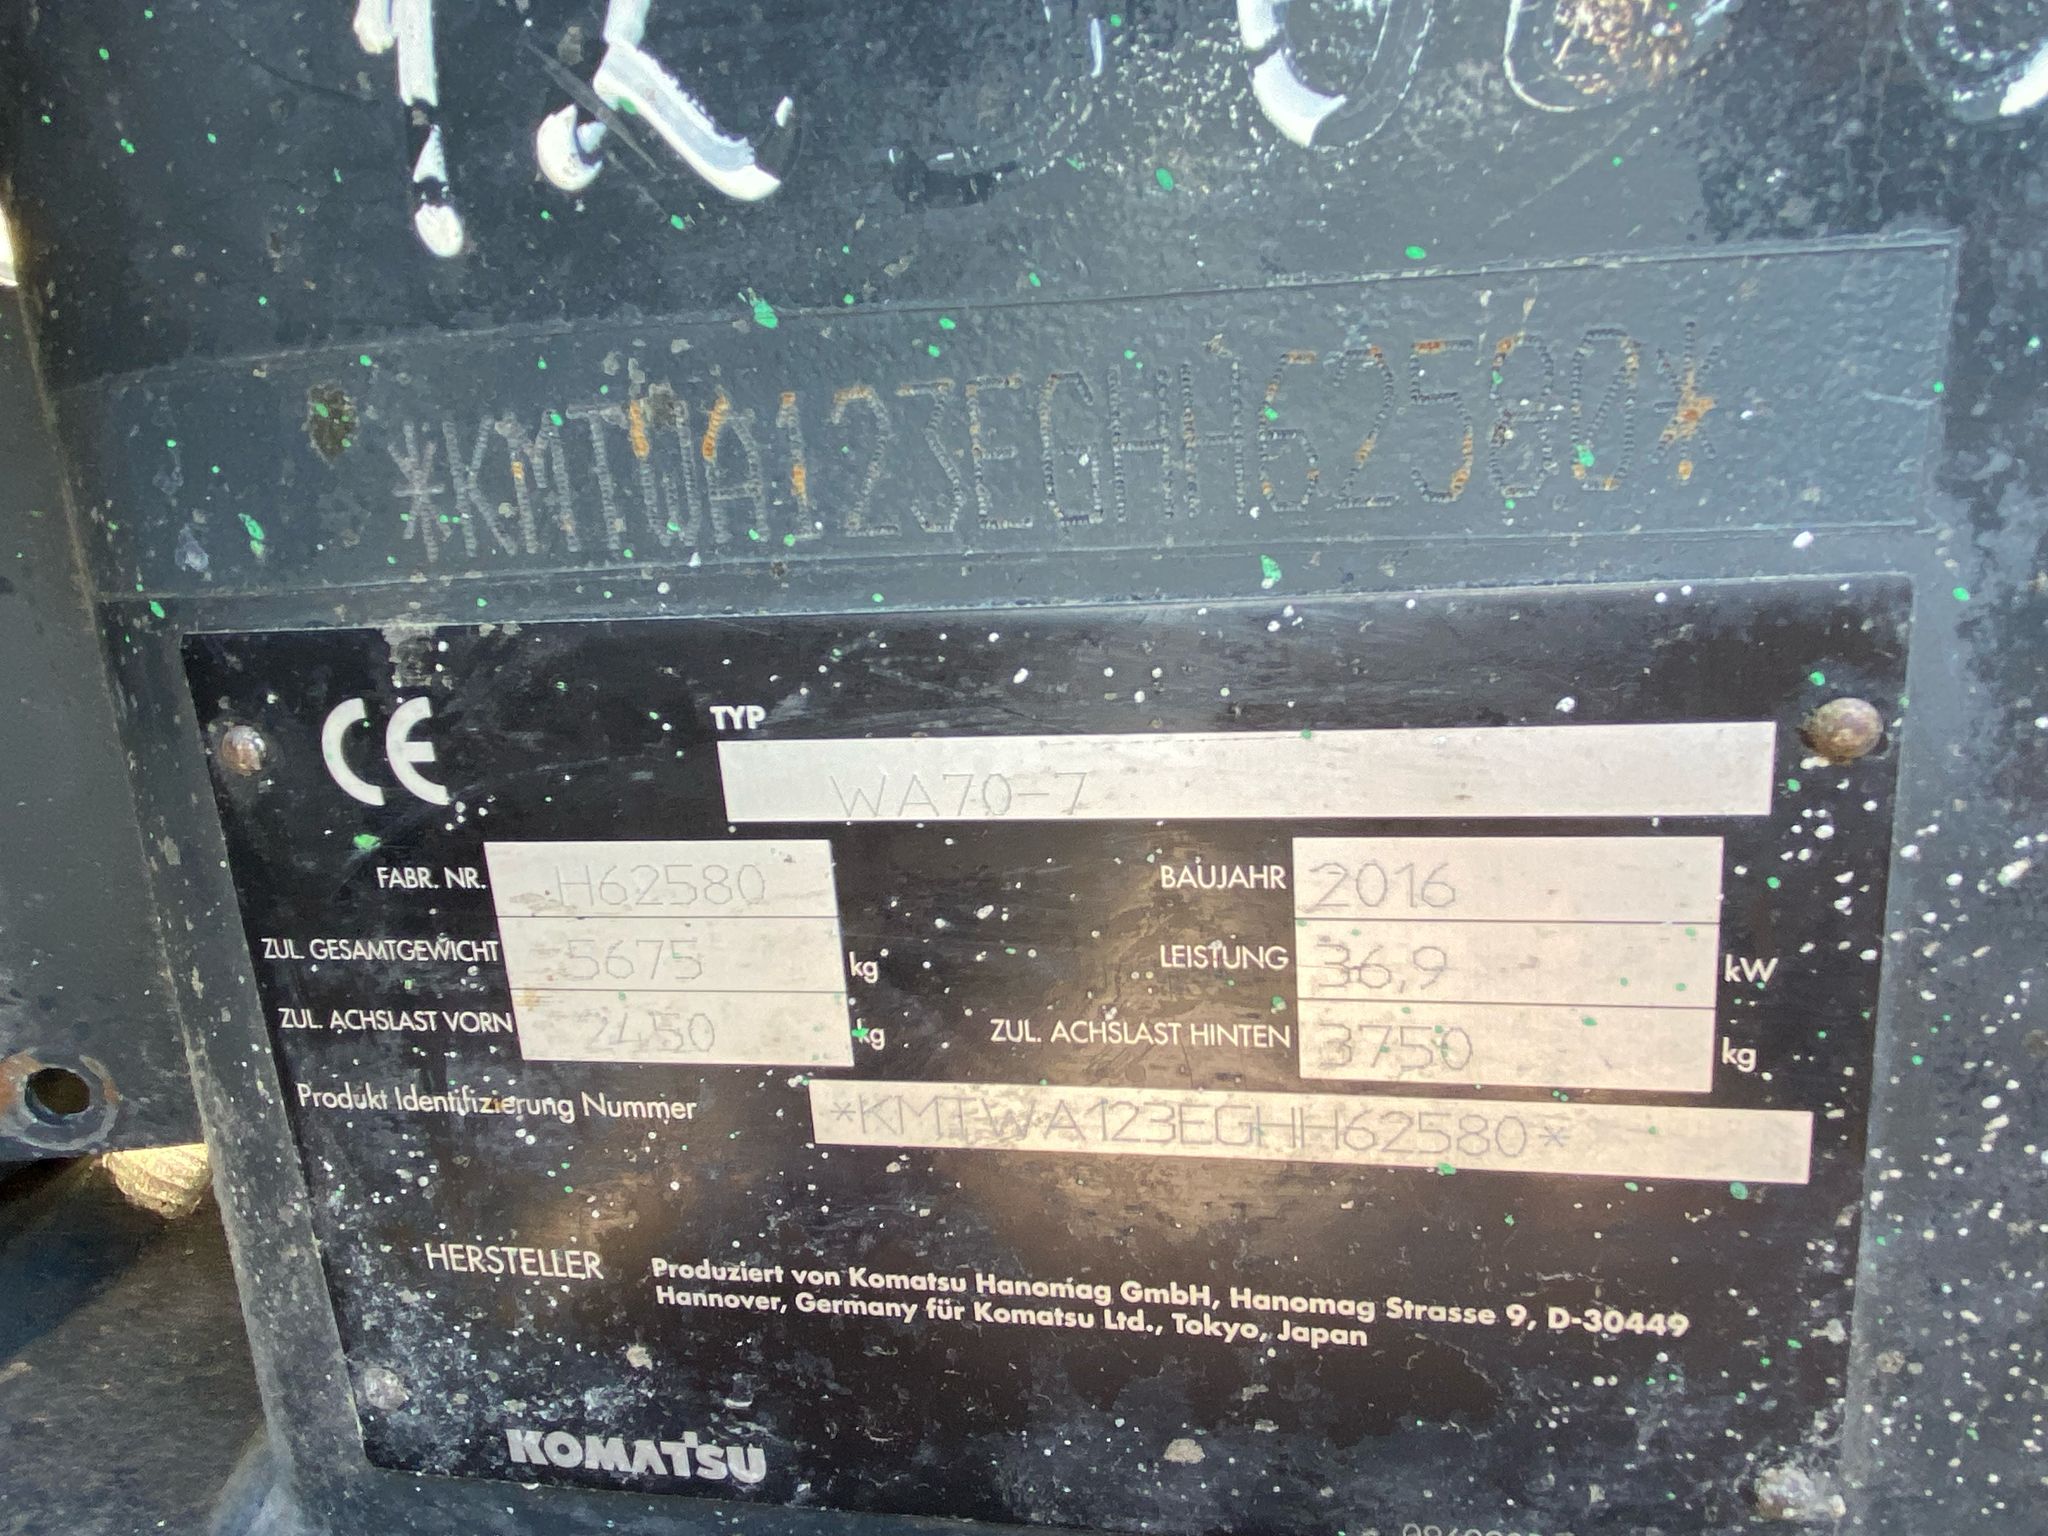 *KMTWA123EGHH62580*
CE
TYP WA70-7
FABR. NR. H62580 BAUJAHR 2016
ZUL. GESAMTGEWICHT 5675 kg LEISTUNG 36,9 kW
ZUL. ACHSLAST VORN 2450 kg ZUL. ACHSLAST HINTEN 3750 kg
Produkt Identifizierung Nummer *KMTWA123EGHH62580*
HERSTELLER Produziert von Komatsu Hanomag GmbH, Hanomag Strasse 9, D-30449
Hannover, Germany für Komatsu Ltd., Tokyo, Japan
KOMATSU